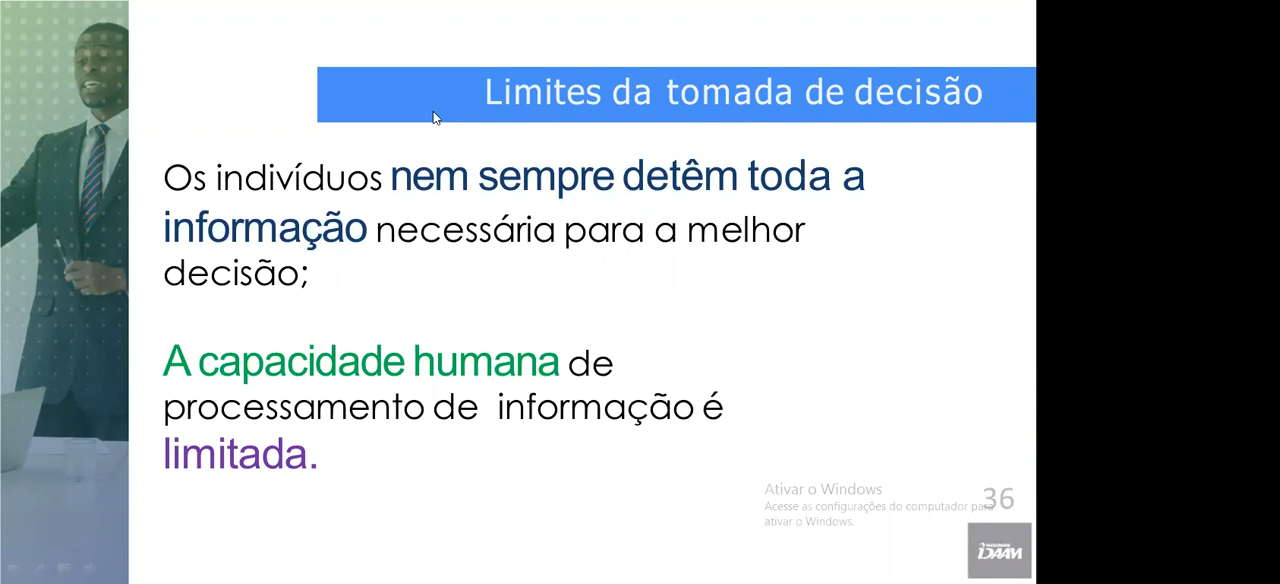 Limites da tomada de decisão
Os indivíduos nem sempre detêm toda a
informação necessária para a melhor
decisão;
A capacidade humana de
processamento de informação é
limitada.
Ativar o Windows
Acesse as configurações do computador para
ativar o Windows.
36
IDAAM